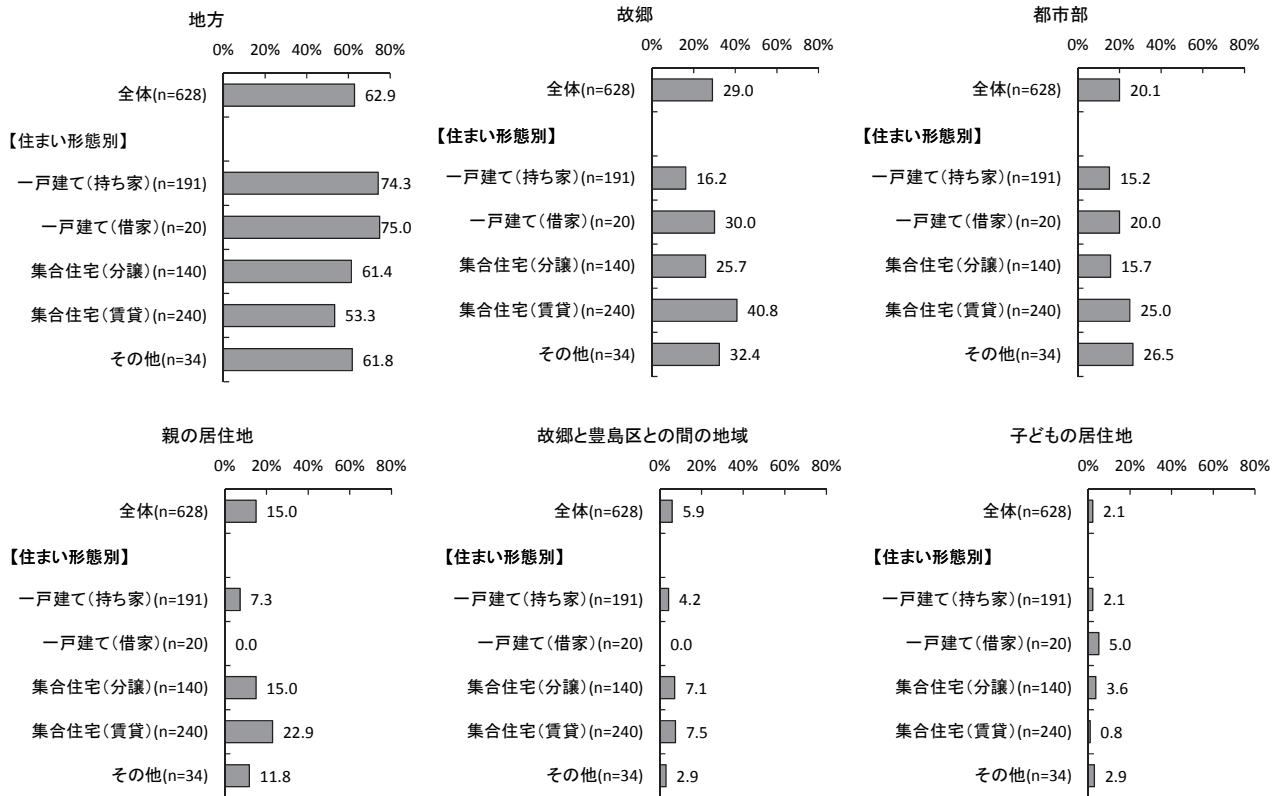 地方
0% 20% 40% 60% 80%
全体(n=628) 62.9
【住まい形態別】
一戸建て(持ち家)(n=191) 74.3
一戸建て(借家)(n=20) 75.0
集合住宅(分譲)(n=140) 61.4
集合住宅(賃貸)(n=240) 53.3
その他(n=34) 61.8
故郷
0% 20% 40% 60% 80%
全体(n=628) 29.0
【住まい形態別】
一戸建て(持ち家)(n=191) 16.2
一戸建て(借家)(n=20) 30.0
集合住宅(分譲)(n=140) 25.7
集合住宅(賃貸)(n=240) 40.8
その他(n=34) 32.4
都市部
0% 20% 40% 60% 80%
全体(n=628) 20.1
【住まい形態別】
一戸建て(持ち家)(n=191) 15.2
一戸建て(借家)(n=20) 20.0
集合住宅(分譲)(n=140) 15.7
集合住宅(賃貸)(n=240) 25.0
その他(n=34) 26.5
親の居住地
0% 20% 40% 60% 80%
全体(n=628) 15.0
【住まい形態別】
一戸建て(持ち家)(n=191) 7.3
一戸建て(借家)(n=20) 0.0
集合住宅(分譲)(n=140) 15.0
集合住宅(賃貸)(n=240) 22.9
その他(n=34) 11.8
故郷と豊島区との間の地域
0% 20% 40% 60% 80%
全体(n=628) 5.9
【住まい形態別】
一戸建て(持ち家)(n=191) 4.2
一戸建て(借家)(n=20) 0.0
集合住宅(分譲)(n=140) 7.1
集合住宅(賃貸)(n=240) 7.5
その他(n=34) 2.9
子どもの居住地
0% 20% 40% 60% 80%
全体(n=628) 2.1
【住まい形態別】
一戸建て(持ち家)(n=191) 2.1
一戸建て(借家)(n=20) 5.0
集合住宅(分譲)(n=140) 3.6
集合住宅(賃貸)(n=240) 0.8
その他(n=34) 2.9